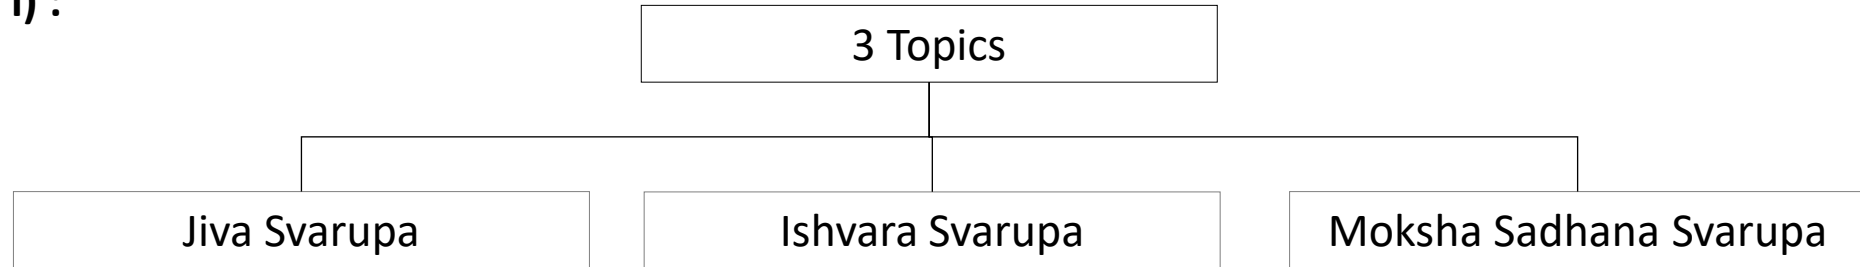 I) :
3 Topics
Jiva Svarupa
Ishvara Svarupa
Moksha Sadhana Svarupa